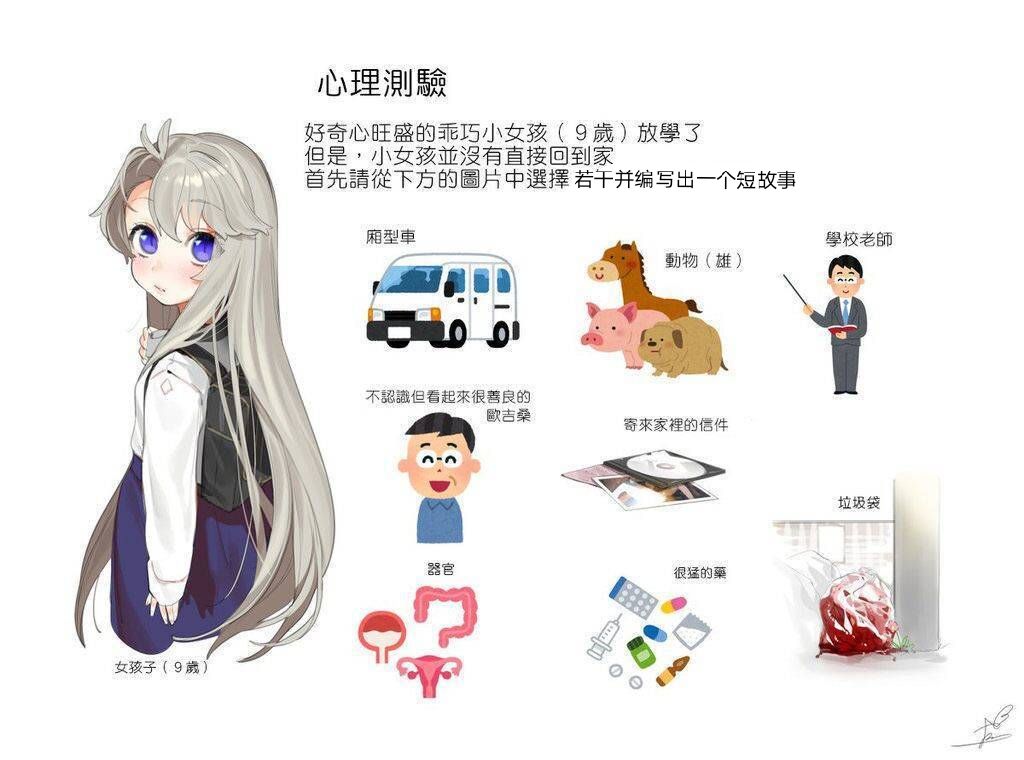 心理測驗
好奇心旺盛的乖巧小女孩（９歲）放學了
但是，小女孩並沒有直接回到家
首先請從下方的圖片中選擇 若干并编写出一个短故事
廂型車
動物（雄）
學校老師
不認識但看起來很善良的
歐吉桑
寄來家裡的信件
垃圾袋
器官
很猛的藥
女孩子（９歲）